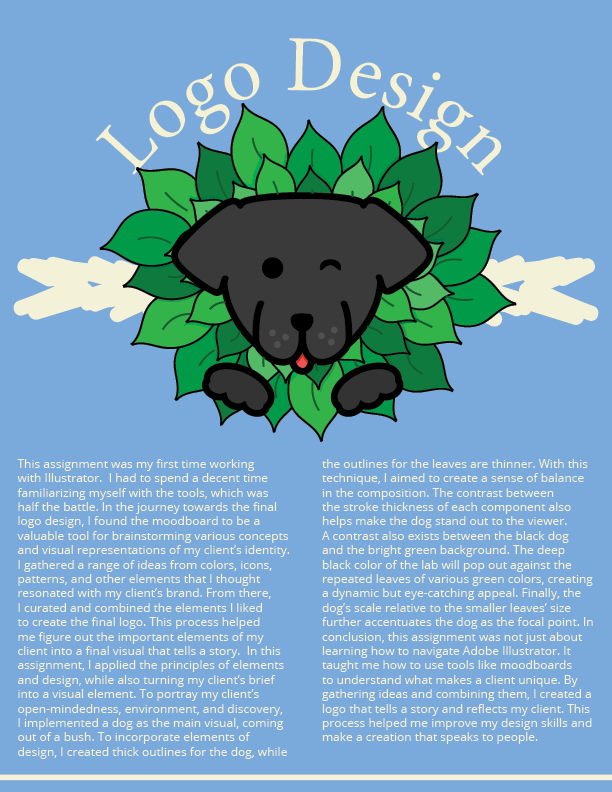 Logo Design
This assignment was my first time working
with Illustrator.  I had to spend a decent time
familiarizing myself with the tools, which was
half the battle. In the journey towards the final
logo design, I found the moodboard to be a
valuable tool for brainstorming various concepts
and visual representations of my client’s identity.
I gathered a range of ideas from colors, icons,
patterns, and other elements that I thought
resonated with my client’s brand. From there,
I curated and combined the elements I liked
to create the final logo. This process helped
me figure out the important elements of my
client into a final visual that tells a story.  In this
assignment, I applied the principles of elements
and design, while also turning my client’s brief
into a visual element. To portray my client’s
open-mindedness, environment, and discovery,
I implemented a dog as the main visual, coming
out of a bush. To incorporate elements of
design, I created thick outlines for the dog, while
the outlines for the leaves are thinner. With this
technique, I aimed to create a sense of balance
in the composition. The contrast between
the stroke thickness of each component also
helps make the dog stand out to the viewer.
A contrast also exists between the black dog
and the bright green background. The deep
black color of the lab will pop out against the
repeated leaves of various green colors, creating
a dynamic but eye-catching appeal. Finally, the
dog’s scale relative to the smaller leaves’ size
further accentuates the dog as the focal point. In
conclusion, this assignment was not just about
learning how to navigate Adobe Illustrator. It
taught me how to use tools like moodboards
to understand what makes a client unique. By
gathering ideas and combining them, I created a
logo that tells a story and reflects my client. This
process helped me improve my design skills and
make a creation that speaks to people.